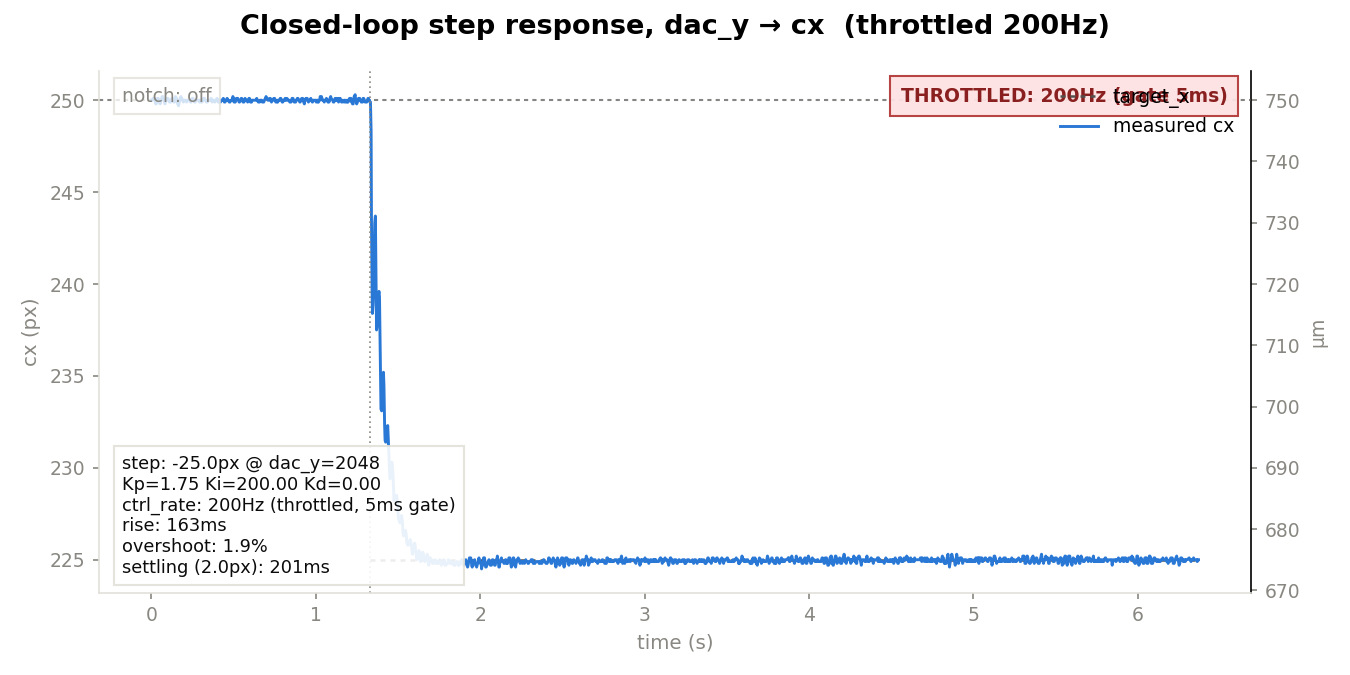 Closed-loop step response, dac_y → cx  (throttled 200Hz)
notch: off
THROTTLED: 200Hz (gate 5ms)
target_x
measured cx
250
245
240
235
230
225
cx (px)
750
740
730
720
710
700
690
680
670
µm
step: -25.0px @ dac_y=2048
Kp=1.75 Ki=200.00 Kd=0.00
ctrl_rate: 200Hz (throttled, 5ms gate)
rise: 163ms
overshoot: 1.9%
settling (2.0px): 201ms
0
1
2
3
4
5
6
time (s)